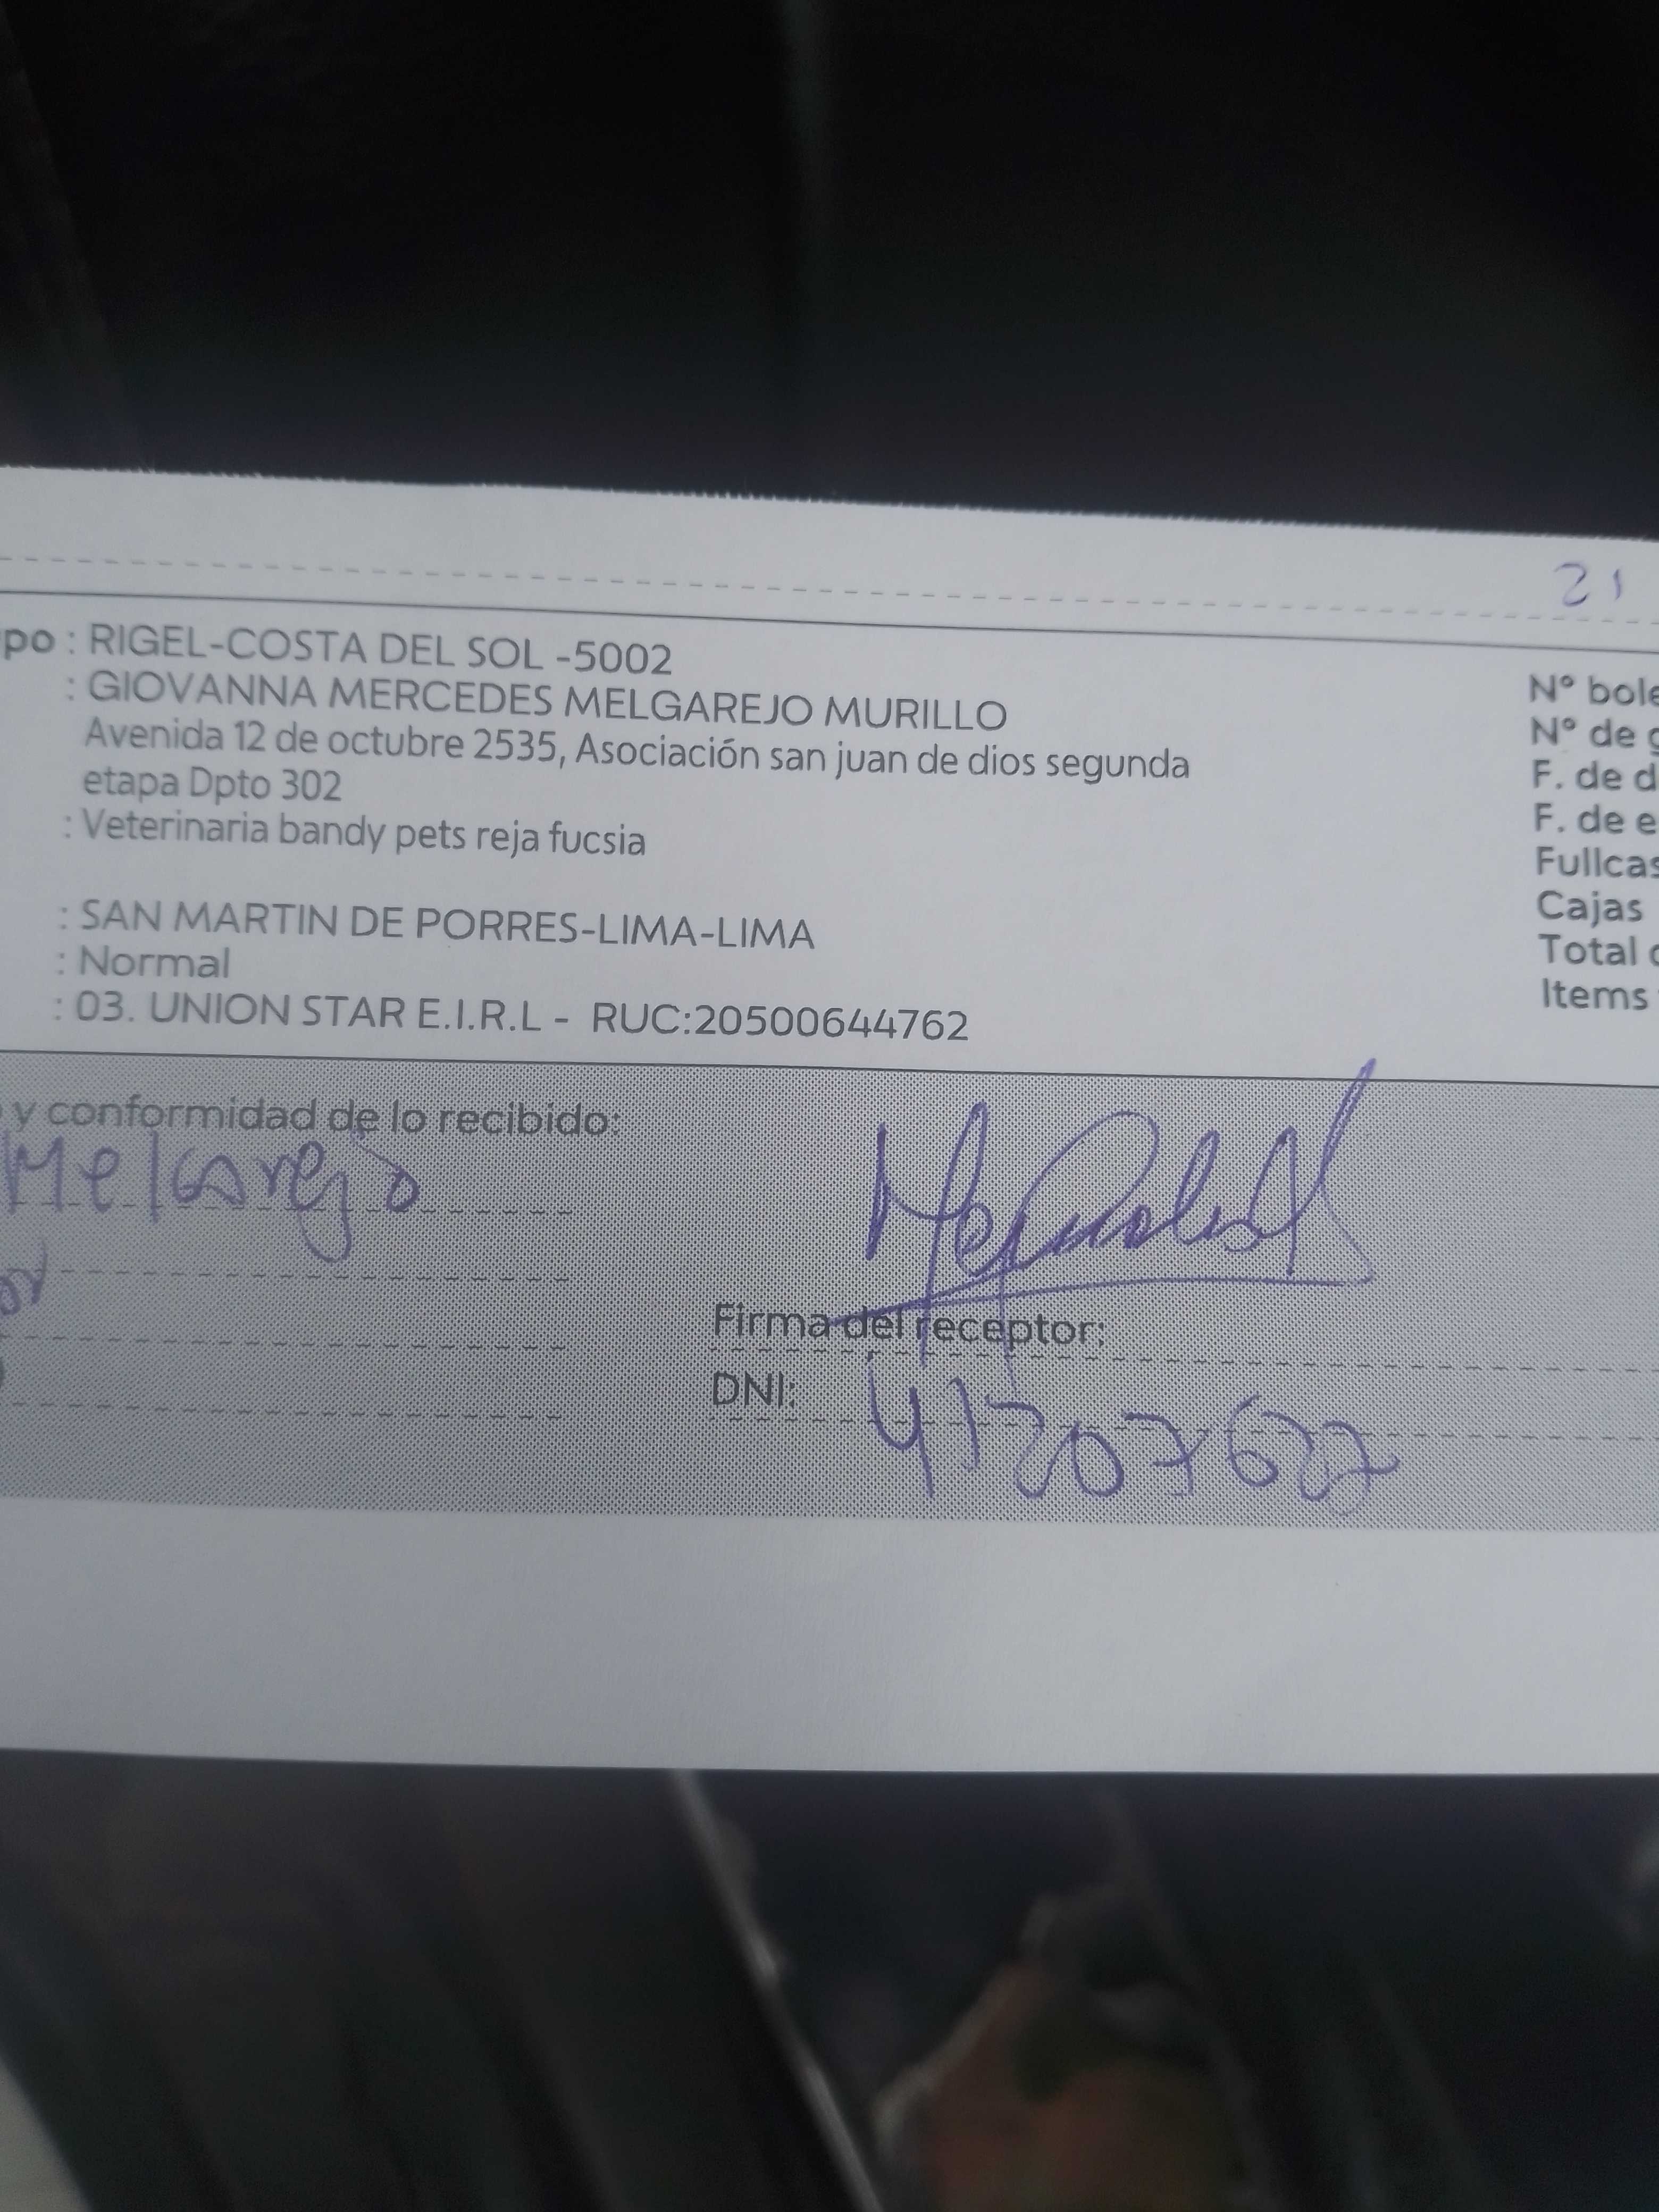 21
po : RIGEL-COSTA DEL SOL -5002
: GIOVANNA MERCEDES MELGAREJO MURILLO
Avenida 12 de octubre 2535, Asociación san juan de dios segunda
etapa Dpto 302
: Veterinaria bandy pets reja fucsia
: SAN MARTIN DE PORRES-LIMA-LIMA
: Normal
: 03. UNION STAR E.I.R.L - RUC:20500644762
N° bole
N° de g
F. de d
F. de e
Fullcas
Cajas
Total
Items
y conformidad de lo recibido:
Melgarejo
Firma del receptor:
DNI: 41207627